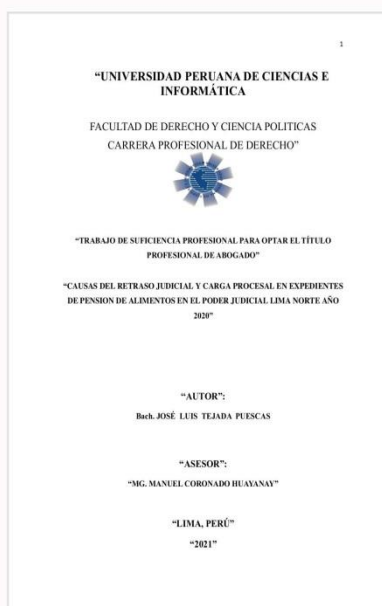 1
“UNIVERSIDAD PERUANA DE CIENCIAS E
INFORMÁTICA
FACULTAD DE DERECHO Y CIENCIA POLITICAS
CARRERA PROFESIONAL DE DERECHO”
“TRABAJO DE SUFICIENCIA PROFESIONAL PARA OPTAR EL TÍTULO
PROFESIONAL DE ABOGADO”
“CAUSAS DEL RETRASO JUDICIAL Y CARGA PROCESAL EN EXPEDIENTES
DE PENSION DE ALIMENTOS EN EL PODER JUDICIAL LIMA NORTE AÑO
2020”
“AUTOR”:
Bach. JOSÉ LUIS TEJADA PUESCAS
“ASESOR”:
“MG. MANUEL CORONADO HUAYANAY”
“LIMA, PERÚ”
“2021”